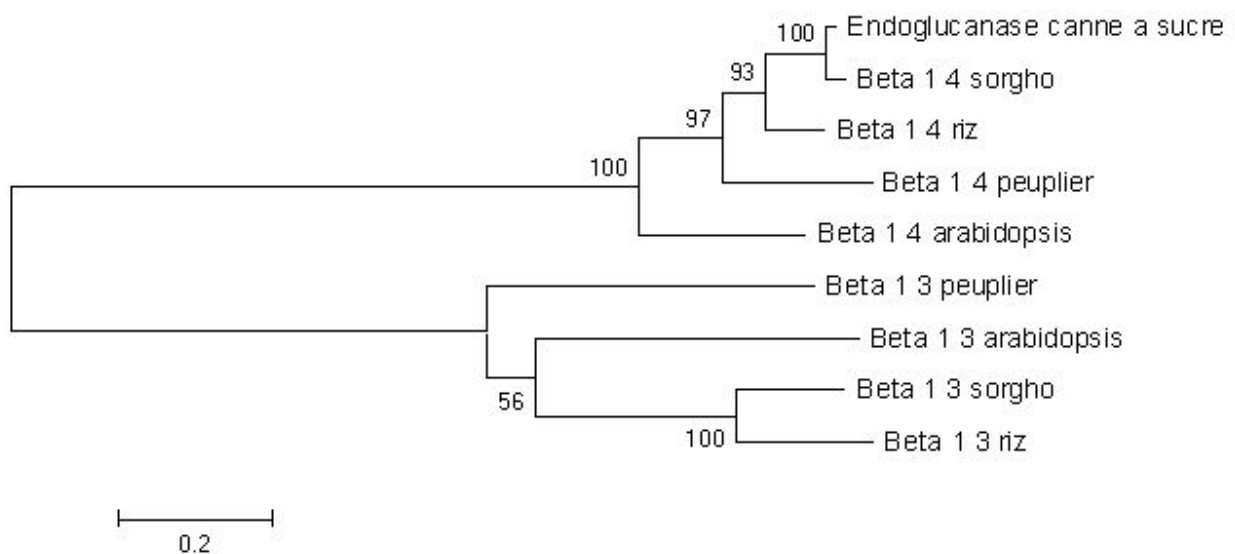 100
Endoglucanase canne a sucre
93
Beta 1 4 sorgho
97
Beta 1 4 riz
100
Beta 1 4 peuplier
Beta 1 4 arabidopsis
Beta 1 3 peuplier
Beta 1 3 arabidopsis
56
Beta 1 3 sorgho
100
Beta 1 3 riz
0.2